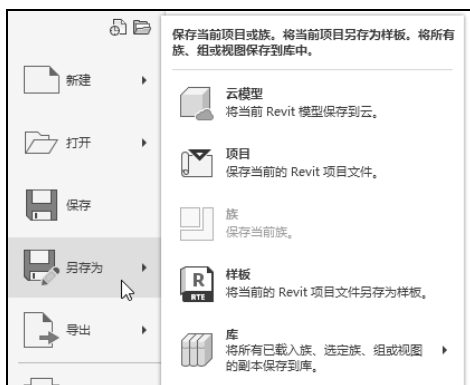 新建
打开
保存
另存为
导出
保存当前项目或族。将当前项目另存为样板。将所有
族、组或视图保存到库中。
云模型
将当前 Revit 模型保存到云。
项目
保存当前的 Revit 项目文件。
族
保存当前族。
R
RTE
样板
将当前的 Revit 项目文件另存为样板。
库
将所有已载入族、选定族、组或视图
的副本保存到库。